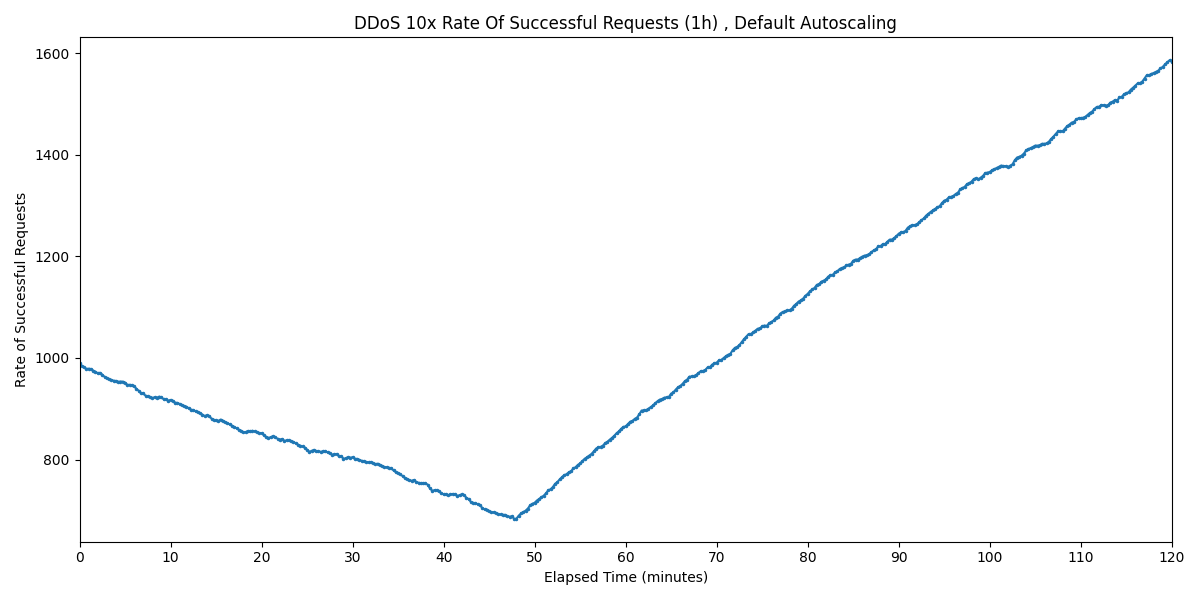 DDoS 10x Rate Of Successful Requests (1h) , Default Autoscaling
1600
1400
1200
1000
800
Rate of Successful Requests
0 10 20 30 40 50 60 70 80 90 100 110 120
Elapsed Time (minutes)